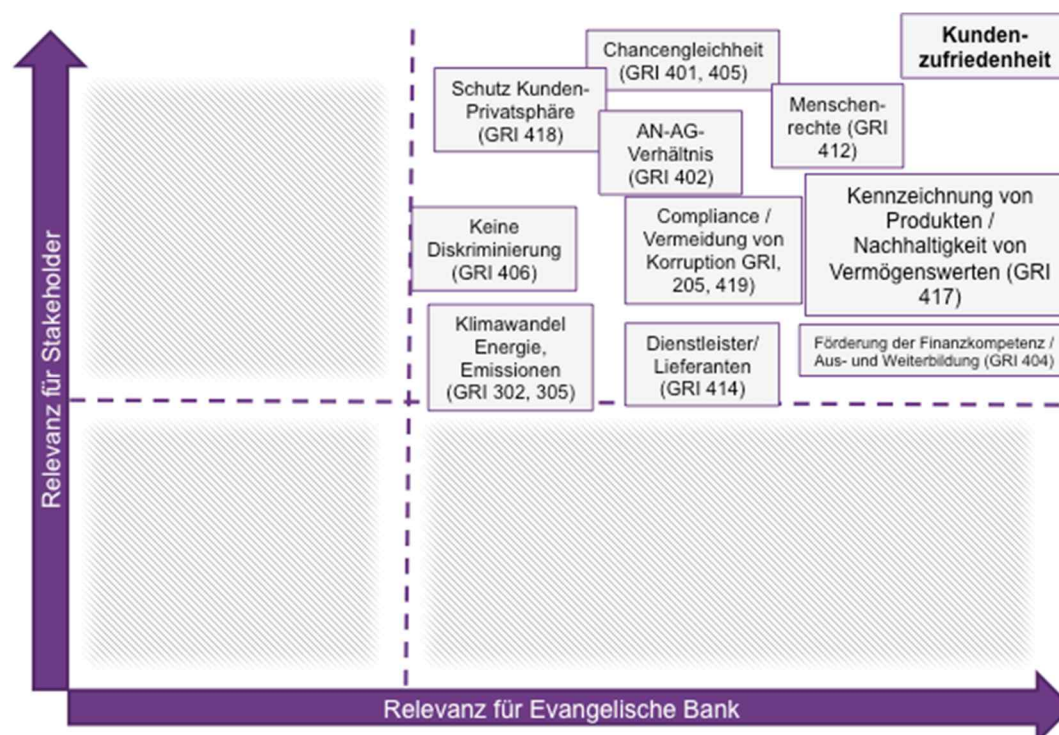 Kunden-
zufriedenheit
Chancengleichheit
(GRI 401, 405)
Schutz Kunden-
Privatsphäre
(GRI 418)
Menschen-
rechte (GRI
412)
AN-AG-
Verhältnis
(GRI 402)
Kennzeichnung von
Produkten /
Nachhaltigkeit von
Vermögenswerten (GRI
417)
Keine
Diskriminierung
(GRI 406)
Compliance /
Vermeidung von
Korruption GRI,
205, 419)
Klimawandel
Energie,
Emissionen
(GRI 302, 305)
Dienstleister/
Lieferanten
(GRI 414)
Förderung der Finanzkompetenz /
Aus- und Weiterbildung (GRI 404)
Relevanz für Stakeholder
Relevanz für Evangelische Bank